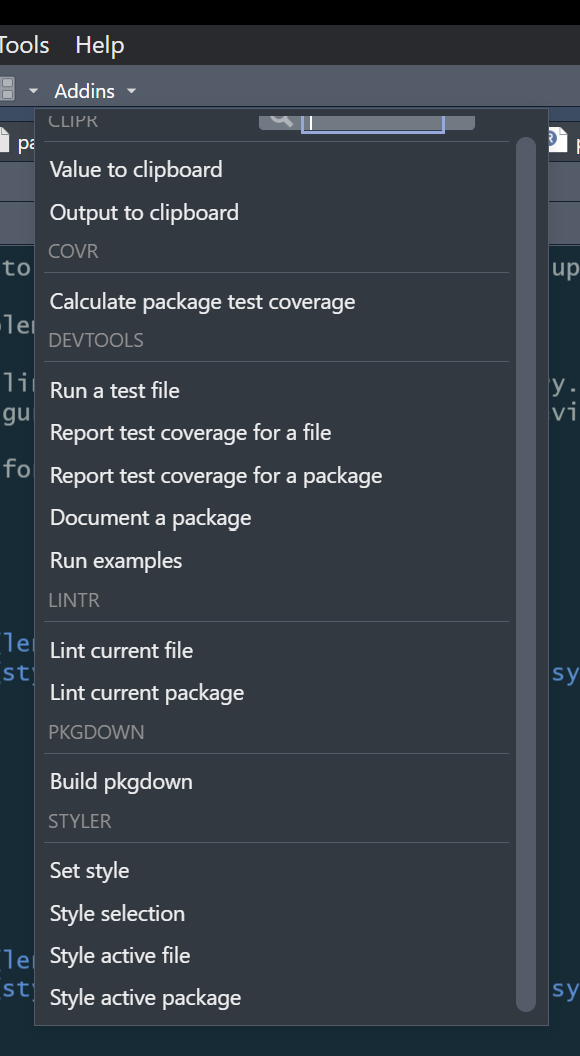 Tools Help
Addins
CLIPR
Value to clipboard
Output to clipboard
COVR
Calculate package test coverage
DEVTOOLS
Run a test file
Report test coverage for a file
Report test coverage for a package
Document a package
Run examples
LINTR
Lint current file
Lint current package
PKGDOWN
Build pkgdown
STYLER
Set style
Style selection
Style active file
Style active package